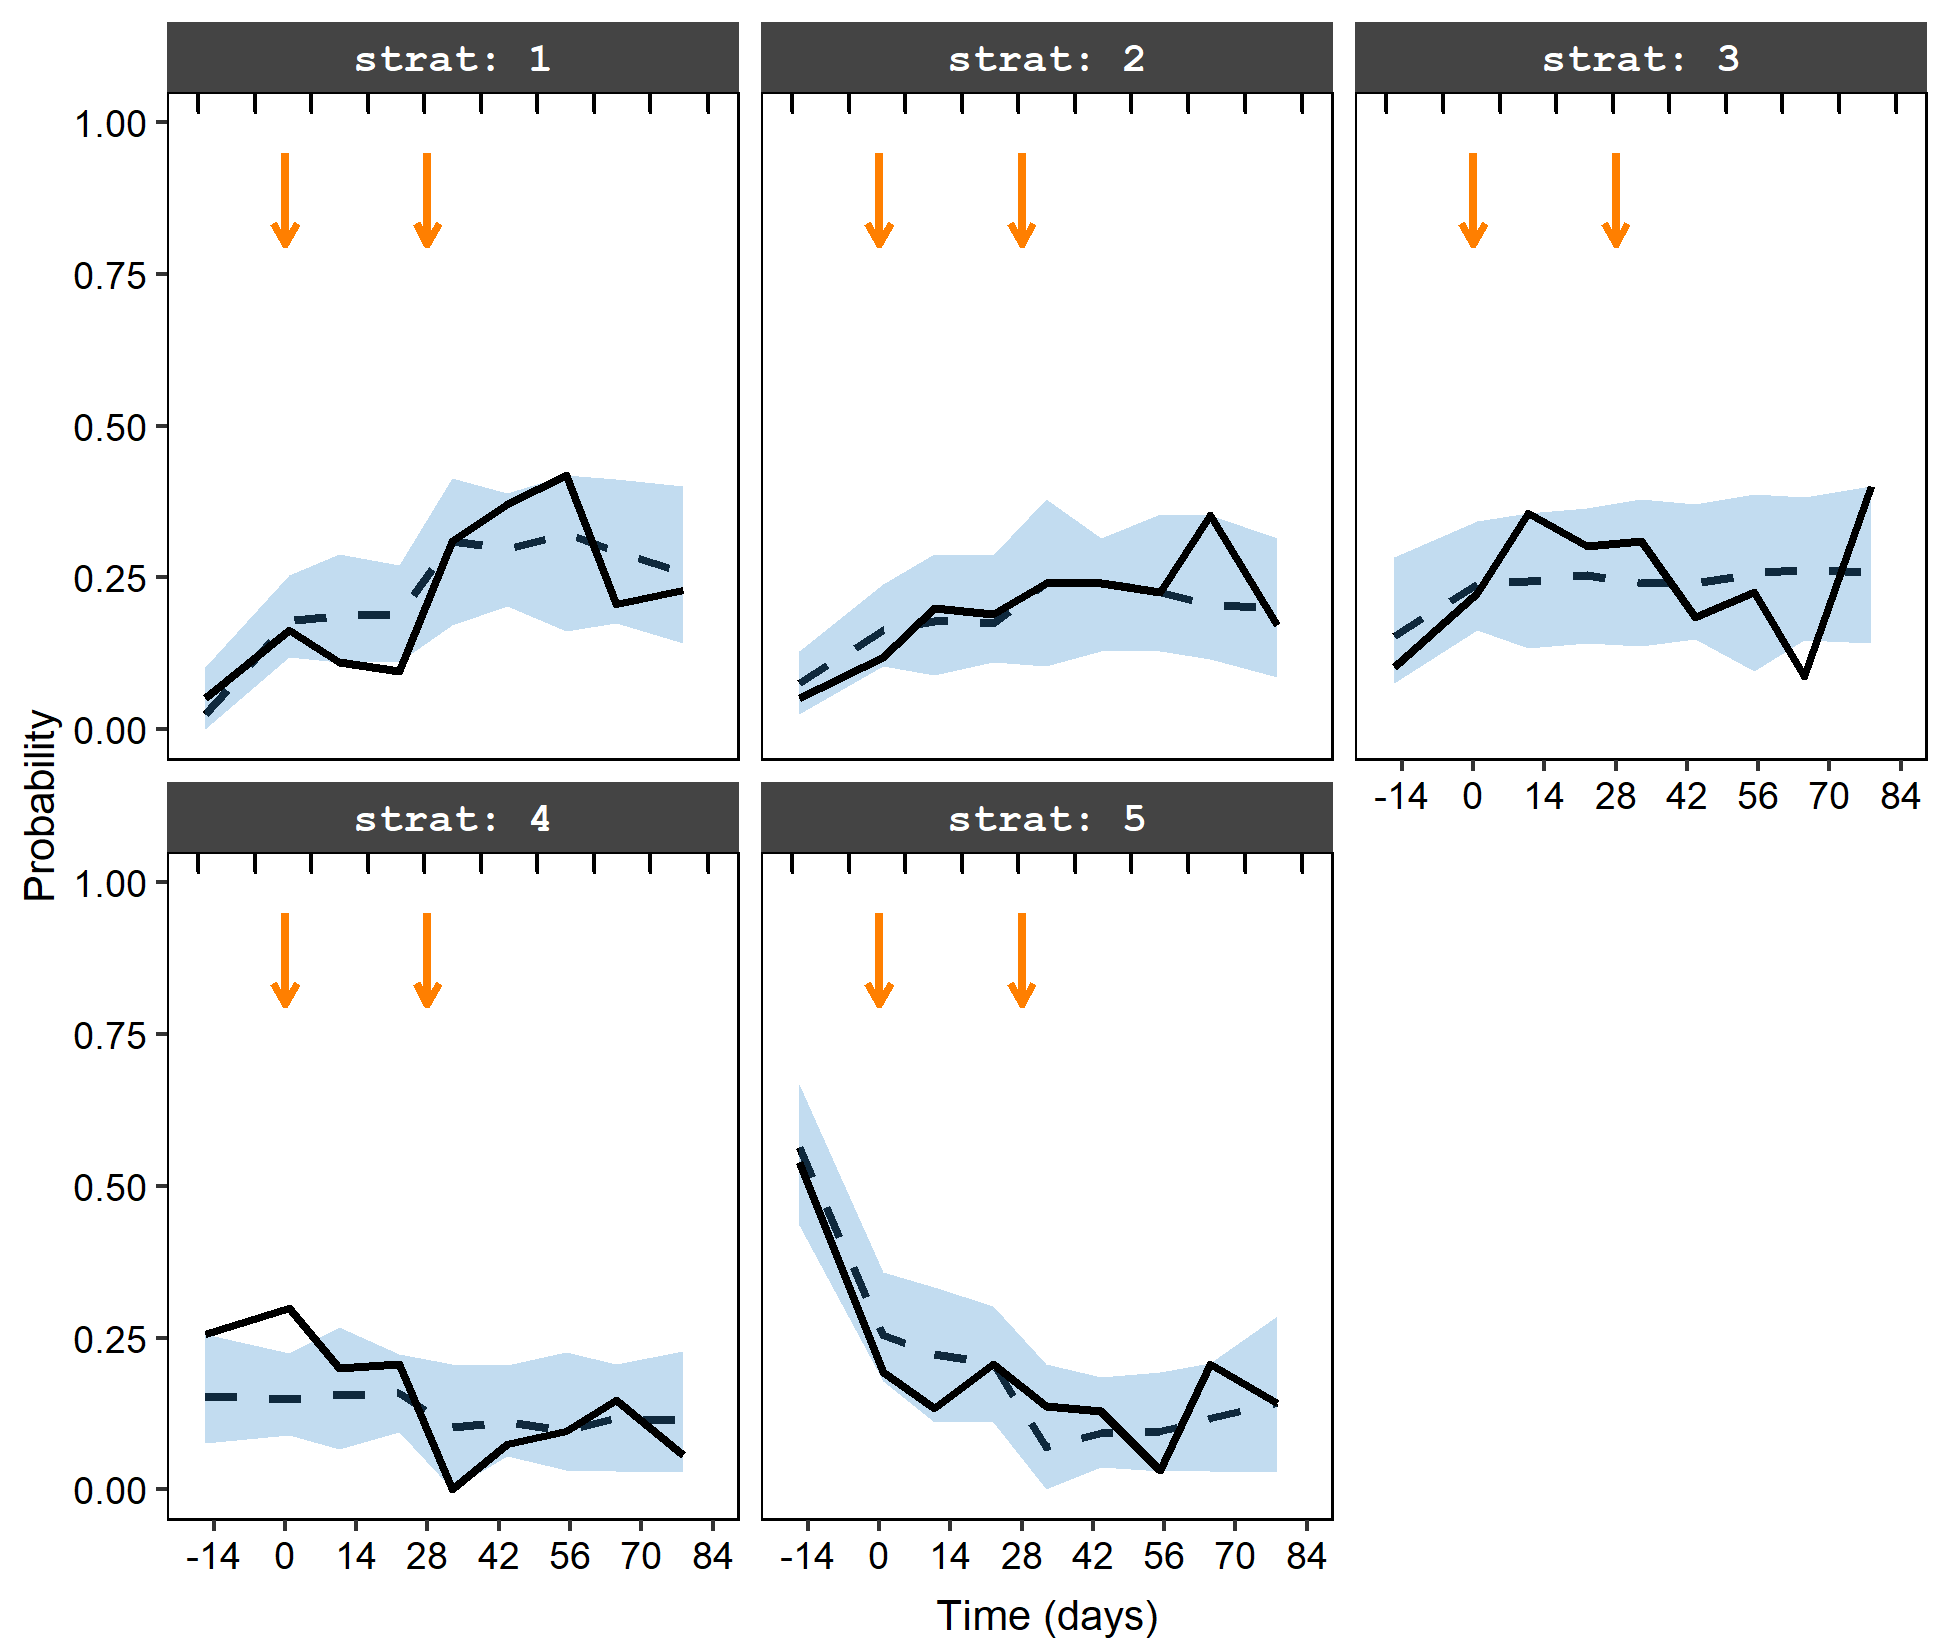 strat: 1
strat: 2
strat: 3
1.00
0.75
0.50
0.25
0.00
-14 0 14 28 42 56 70 84
Probability
strat: 4
strat: 5
1.00
0.75
0.50
0.25
0.00
-14 0 14 28 42 56 70 84
-14 0 14 28 42 56 70 84
Time (days)